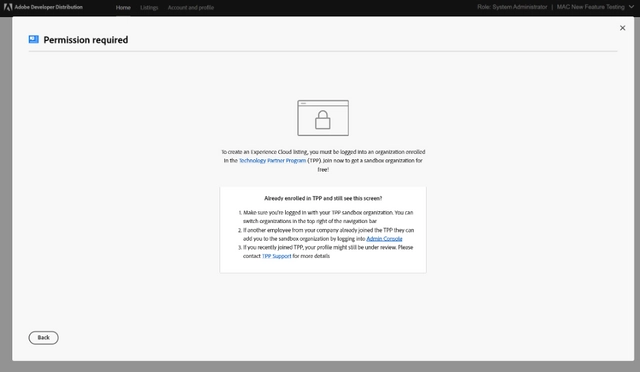 Adobe Developer Distribution Home Listings Account and profile Role: System Administrator | MAC New Feature Testing
Permission required
To create an Experience Cloud listing, you must be logged into an organization enrolled
in the Technology Partner Program (TPP). Join now to get a sandbox organization for
free!
Already enrolled in TPP and still see this screen?
1. Make sure you're logged in with your TPP sandbox organization. You can
switch organizations in the top right of the navigation bar
2. If another employee from your company already joined the TPP they can
add you to the sandbox organization by logging into Admin Console
3. If you recently joined TPP, your profile might still be under review. Please
contact TPP Support for more details
Back